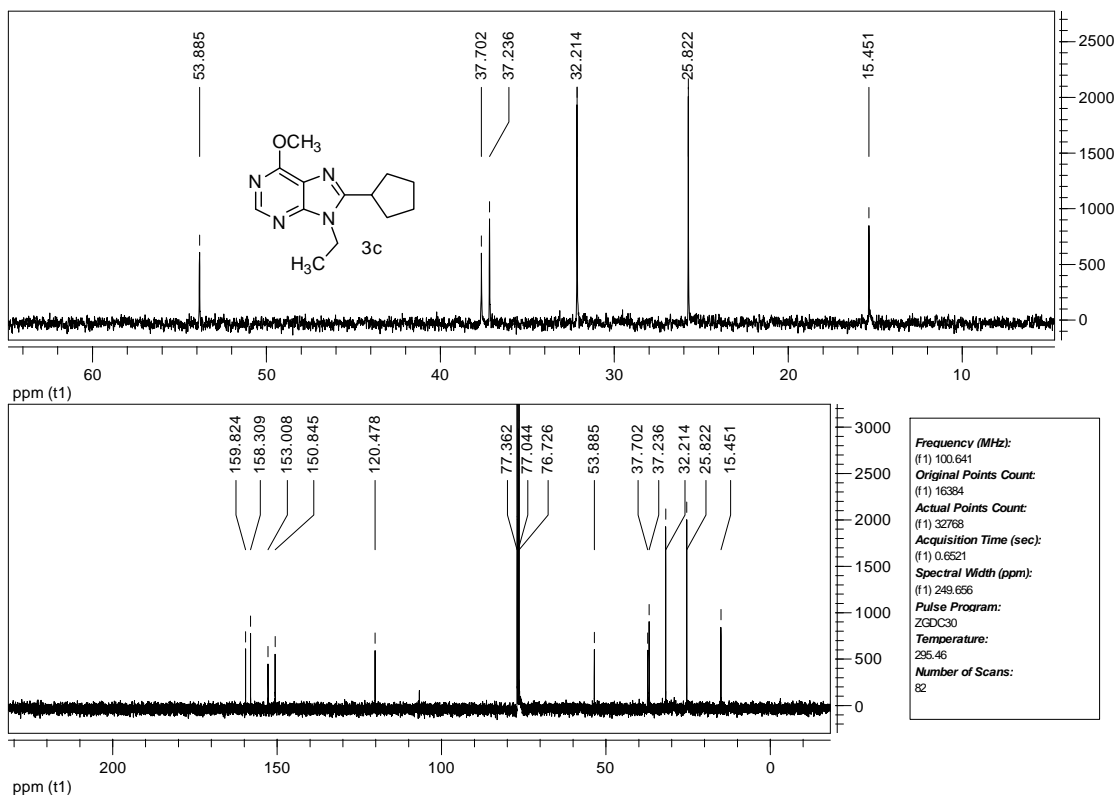 53.885
37.702
37.236
32.214
25.822
15.451
2500
2000
1500
1000
500
0
OCH3
N
N
N
N
H3C
3c
60
50
40
30
20
10
ppm (t1)
159.824
158.309
153.008
150.845
120.478
77.362
77.044
76.726
53.885
37.702
37.236
32.214
25.822
15.451
3000
2500
2000
1500
1000
500
0
200
150
100
50
0
ppm (t1)
Frequency (MHz):
(f1) 100.641
Original Points Count:
(f1) 16384
Actual Points Count:
(f1) 32768
Acquisition Time (sec):
(f1) 0.6521
Spectral Width (ppm):
(f1) 249.656
Pulse Program:
ZGDC30
Temperature:
295.46
Number of Scans:
82